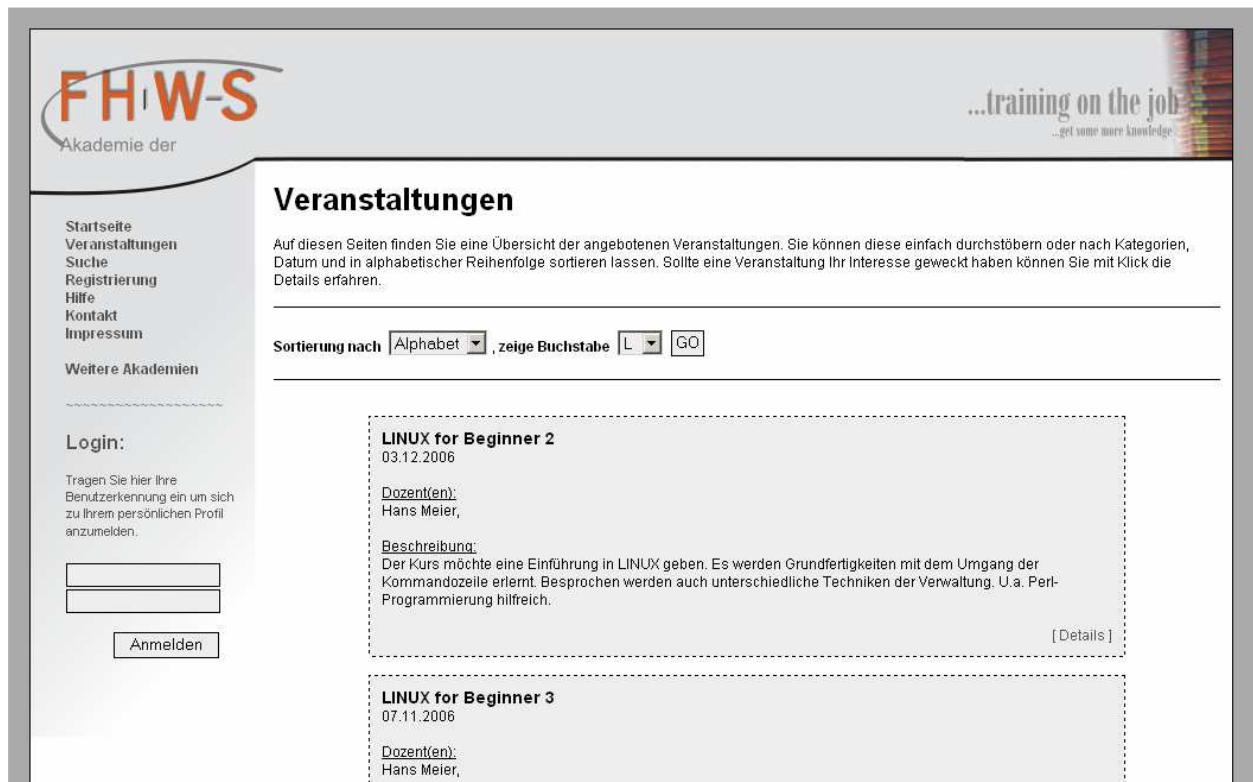 FH-W-S
Akademie der
...training on the job
...get some more knowledge
Startseite
Veranstaltungen
Suche
Registrierung
Hilfe
Kontakt
Impressum
Weitere Akademien
~~~~~~~~~~~~~~~~~~~
Login:
Tragen Sie hier Ihre
Benutzerkennung ein um sich
zu Ihrem persönlichen Profil
anzumelden.
Anmelden
Veranstaltungen
Auf diesen Seiten finden Sie eine Übersicht der angebotenen Veranstaltungen. Sie können diese einfach durchstöbern oder nach Kategorien,
Datum und in alphabetischer Reihenfolge sortieren lassen. Sollte eine Veranstaltung Ihr Interesse geweckt haben können Sie mit Klick die
Details erfahren.
Sortierung nach Alphabet , zeige Buchstabe L GO
LINUX for Beginner 2
03.12.2006
Dozent(en):
Hans Meier,
Beschreibung:
Der Kurs möchte eine Einführung in LINUX geben. Es werden Grundfertigkeiten mit dem Umgang der
Kommandozeile erlernt. Besprochen werden auch unterschiedliche Techniken der Verwaltung. U.a. Perl-
Programmierung hilfreich.
[ Details ]
LINUX for Beginner 3
07.11.2006
Dozent(en):
Hans Meier,